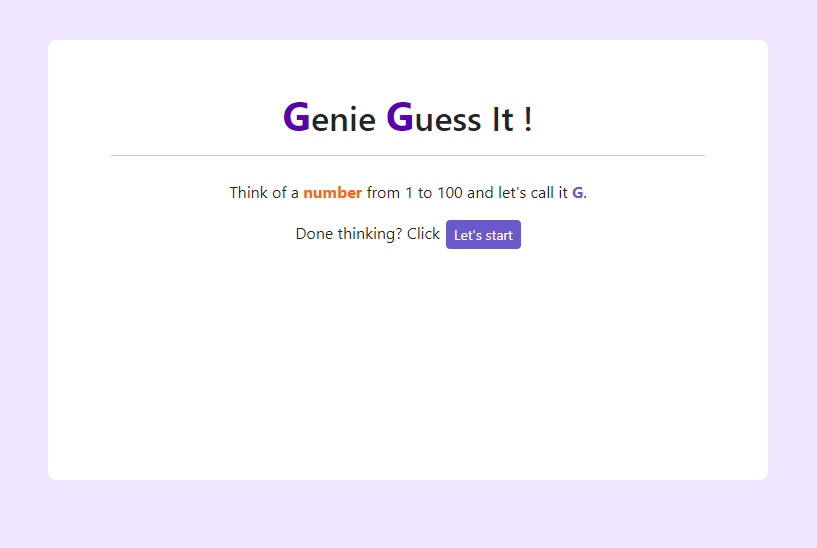 Genie Guess It !
Think of a number from 1 to 100 and let's call it G.
Done thinking? Click Let's start